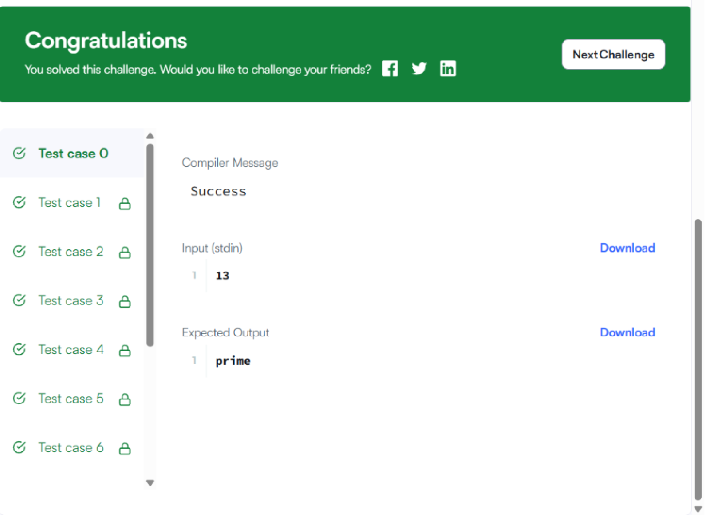 Congratulations
You solved this challenge. Would you like to challenge your friends?
Next Challenge
Test case 0
Test case 1
Test case 2
Test case 3
Test case 4
Test case 5
Test case 6
Compiler Message
Success
Input (stdin)
Download
1 13
Expected Output
Download
1 prime